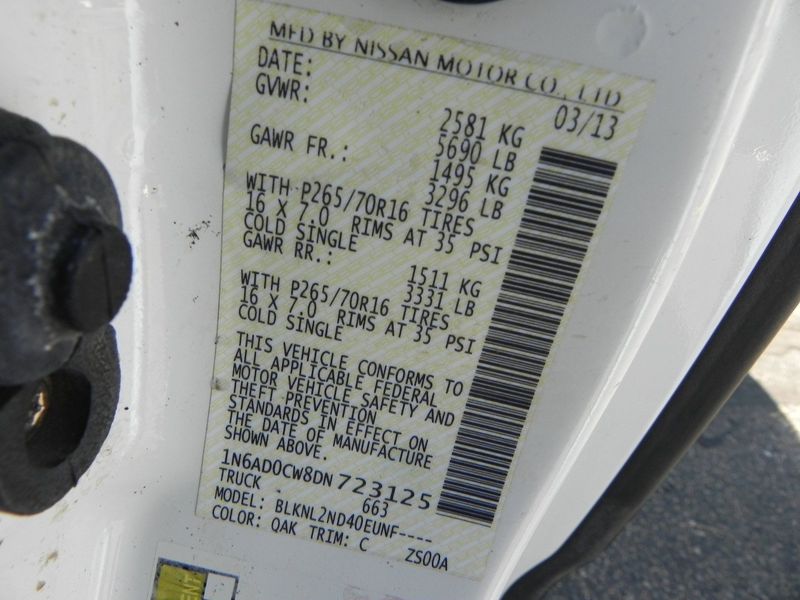 MFD BY NISSAN MOTOR CO., LTD
DATE: 03/13
GVWR: 2581 KG
5690 LB
GAWR FR.: 1495 KG
3296 LB
WITH P265/70R16 TIRES
16 X 7.0 RIMS AT 35 PSI
COLD SINGLE
GAWR RR.: 1511 KG
3331 LB
WITH P265/70R16 TIRES
16 X 7.0 RIMS AT 35 PSI
COLD SINGLE
THIS VEHICLE CONFORMS TO
ALL APPLICABLE FEDERAL
MOTOR VEHICLE SAFETY AND
THEFT PREVENTION
STANDARDS IN EFFECT ON
THE DATE OF MANUFACTURE
SHOWN ABOVE.
1N6AD0CW8DN723125
TRUCK 663
MODEL: BLKNL2ND40EUNF----
COLOR: QAK TRIM: C ZS00A